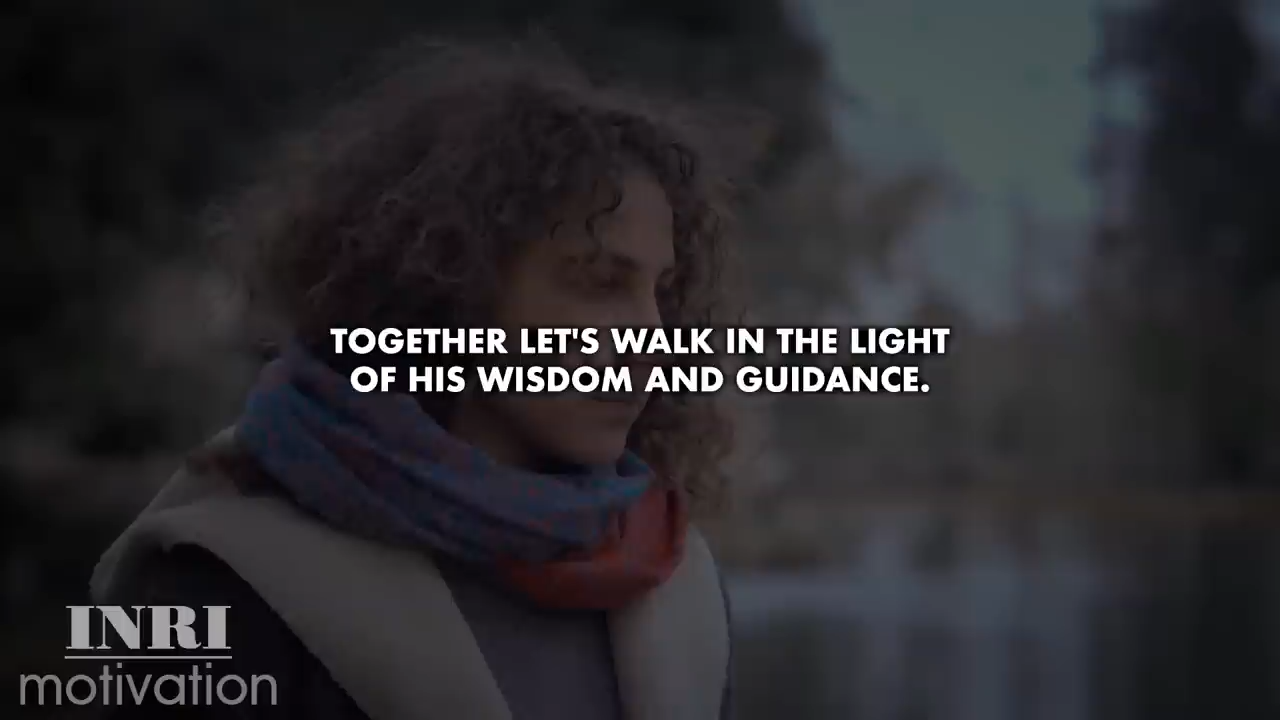 TOGETHER LET'S WALK IN THE LIGHT
OF HIS WISDOM AND GUIDANCE.
INRI
motivation